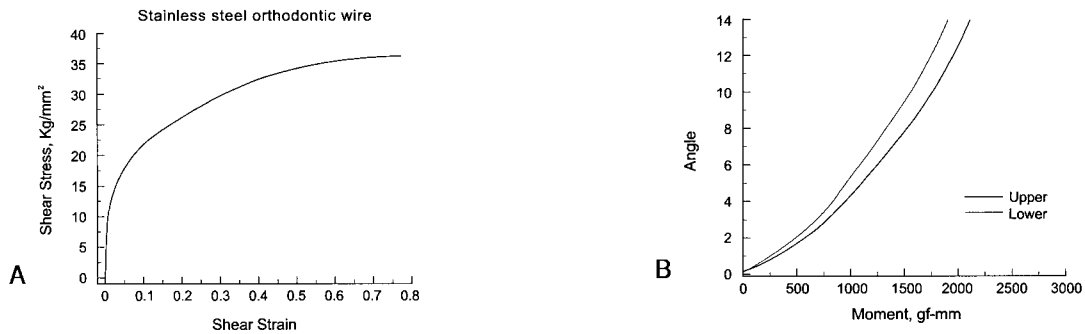 Stainless steel orthodontic wire
40
35
30
25
20
15
10
5
0
Shear Stress, Kg/mm²
0 0.1 0.2 0.3 0.4 0.5 0.6 0.7 0.8
Shear Strain
A
14
12
10
8
6
4
2
0
Angle
Upper
Lower
0 500 1000 1500 2000 2500 3000
Moment, gf-mm
B